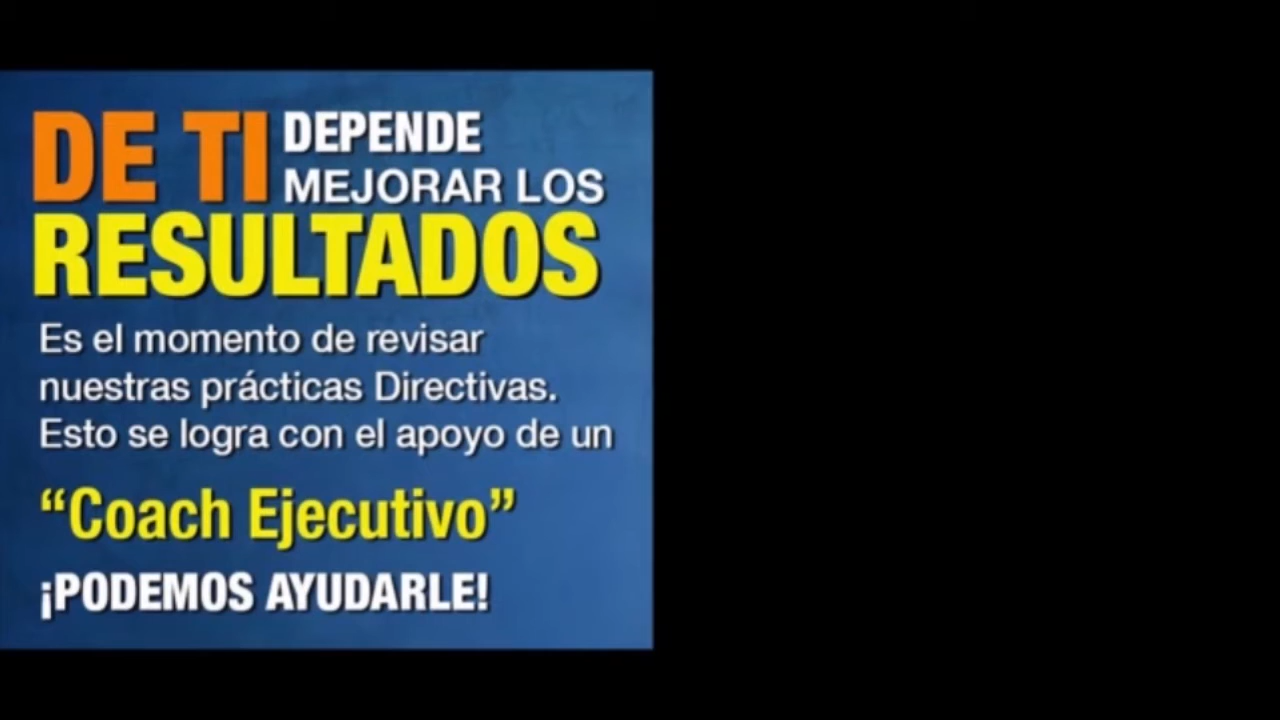 DE TI DEPENDE
MEJORAR LOS
RESULTADOS
Es el momento de revisar
nuestras prácticas Directivas.
Esto se logra con el apoyo de un
“Coach Ejecutivo”
¡PODEMOS AYUDARLE!